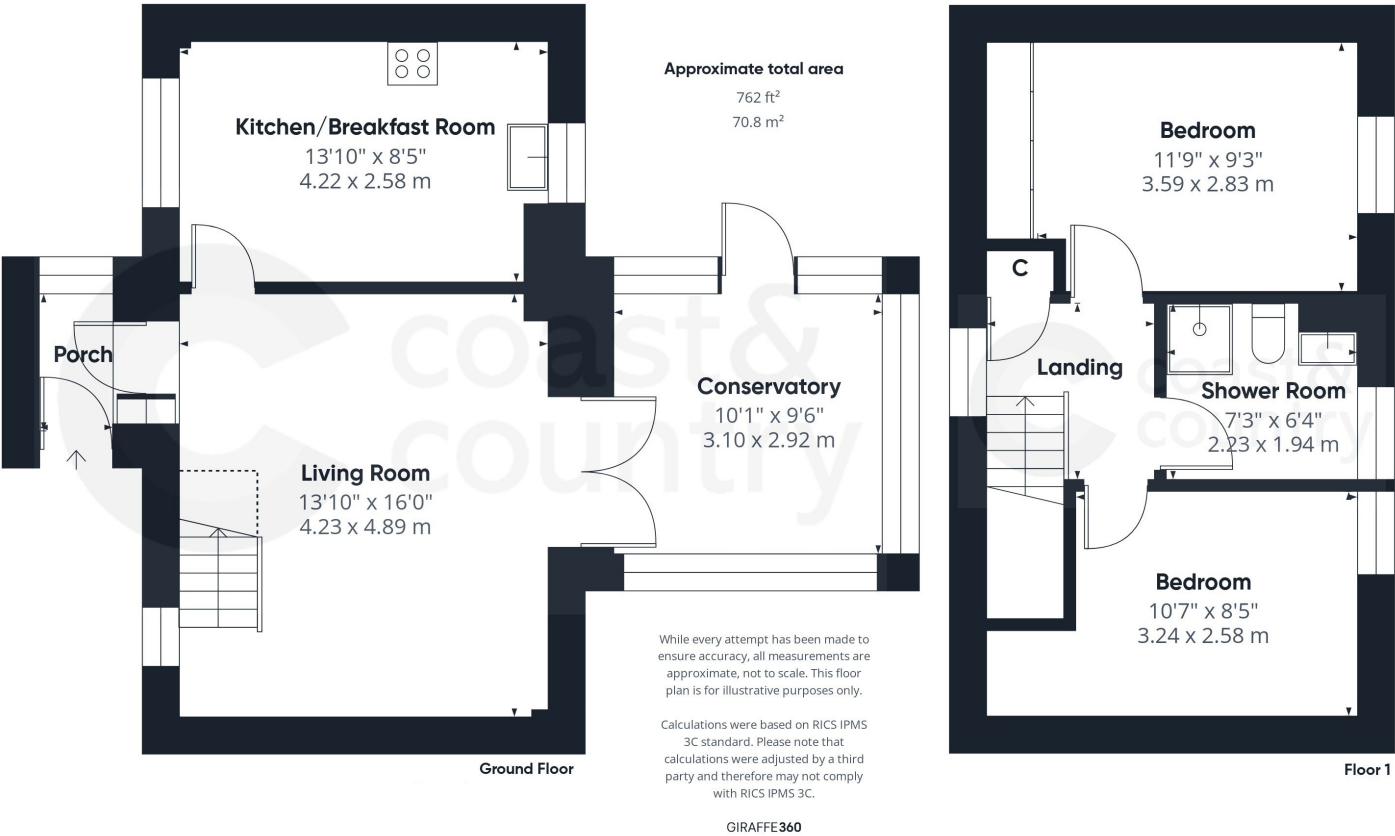 Approximate total area
762 ft²
70.8 m²
Kitchen/Breakfast Room
13'10" x 8'5"
4.22 x 2.58 m
Porch
Living Room
13'10" x 16'0"
4.23 x 4.89 m
Conservatory
10'1" x 9'6"
3.10 x 2.92 m
Ground Floor
Bedroom
11'9" x 9'3"
3.59 x 2.83 m
C
Landing
Shower Room
7'3" x 6'4"
2.23 x 1.94 m
Bedroom
10'7" x 8'5"
3.24 x 2.58 m
Floor 1
While every attempt has been made to
ensure accuracy, all measurements are
approximate, not to scale. This floor
plan is for illustrative purposes only.
Calculations were based on RICS IPMS
3C standard. Please note that
calculations were adjusted by a third
party and therefore may not comply
with RICS IPMS 3C.
GIRAFFE360
coast&
country
coast&
country